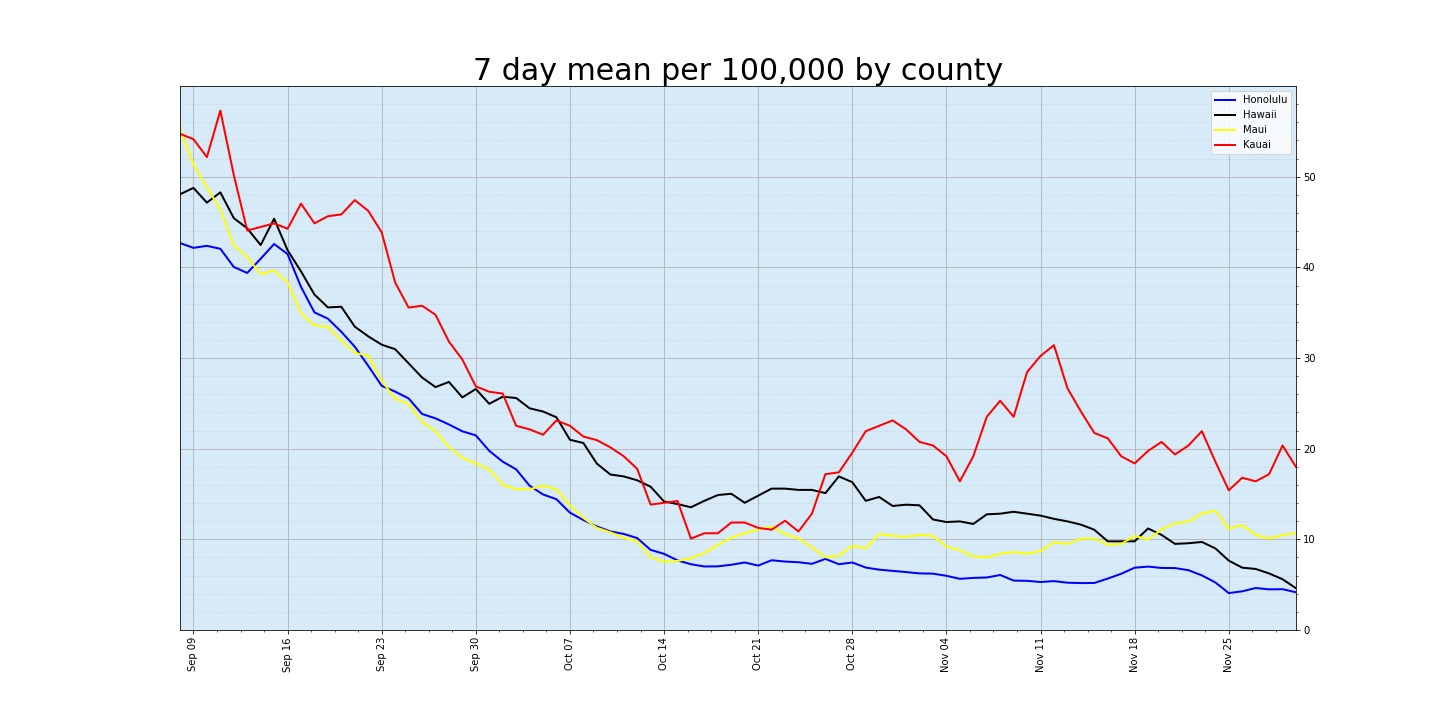 7 day mean per 100,000 by county
Honolulu
Hawaii
Maui
Kauai
50
40
30
20
10
0
Sep 09
Sep 16
Sep 23
Sep 30
Oct 07
Oct 14
Oct 21
Oct 28
Nov 04
Nov 11
Nov 18
Nov 25